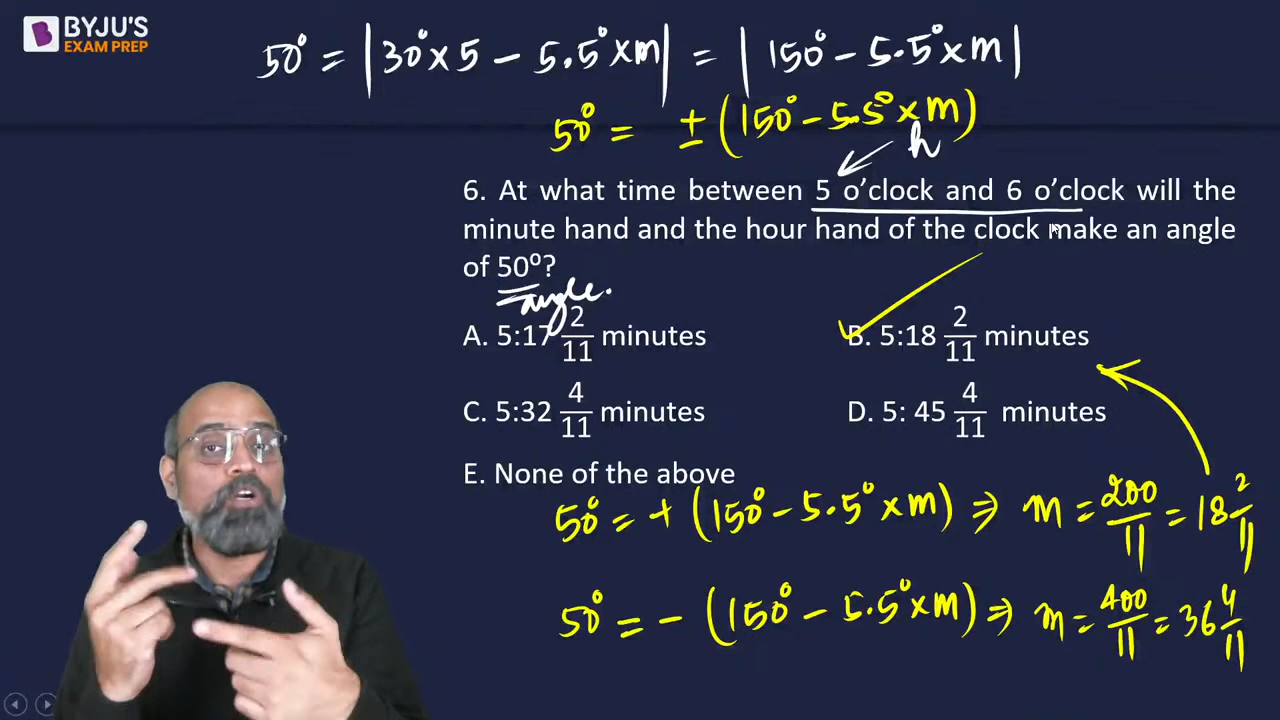 BYJU'S
EXAM PREP
50° = |30°×5 - 5.5°×m| = |150° - 5.5°×m|
50° = ± (150° - 5.5°×m)
h
6. At what time between 5 o'clock and 6 o'clock will the
minute hand and the hour hand of the clock make an angle
of 50⁰?
angle.
A. 5:17 2/11 minutes
B. 5:18 2/11 minutes
C. 5:32 4/11 minutes
D. 5: 45 4/11 minutes
E. None of the above
50° = + (150° - 5.5°×m) ⇒ m = 200/11 = 18 2/11
50° = - (150° - 5.5°×m) ⇒ m = 400/11 = 36 4/11